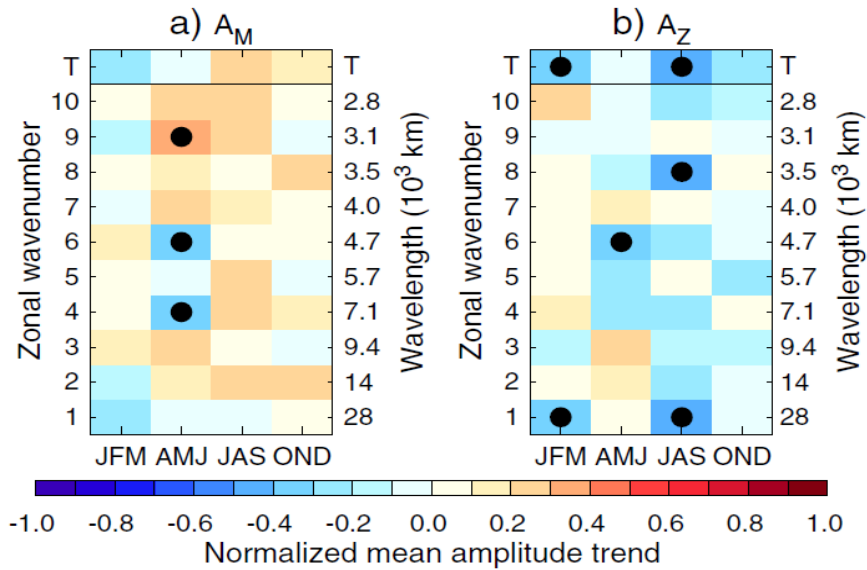 a) A_M b) A_Z
T T T T
10 2.8 10 2.8
9 3.1 9 3.1
8 3.5 8 3.5
7 4.0 7 4.0
6 4.7 6 4.7
5 5.7 5 5.7
4 7.1 4 7.1
3 9.4 3 9.4
2 14 2 14
1 28 1 28
Zonal wavenumber
Wavelength (10³ km)
Zonal wavenumber
Wavelength (10³ km)
JFM AMJ JAS OND JFM AMJ JAS OND
-1.0 -0.8 -0.6 -0.4 -0.2 0.0 0.2 0.4 0.6 0.8 1.0
Normalized mean amplitude trend